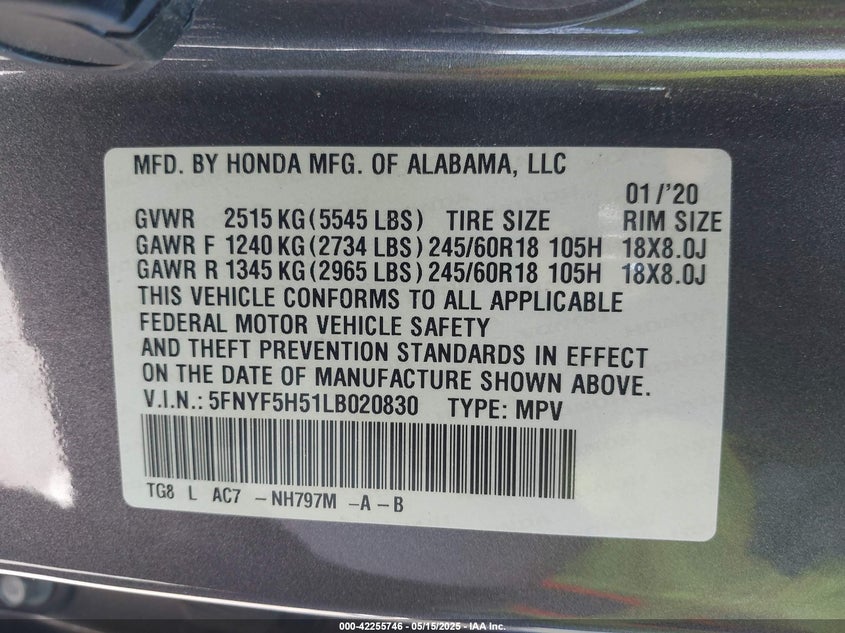 MFD. BY HONDA MFG. OF ALABAMA, LLC
01/'20
GVWR 2515 KG (5545 LBS) TIRE SIZE RIM SIZE
GAWR F 1240 KG (2734 LBS) 245/60R18 105H 18X8.0J
GAWR R 1345 KG (2965 LBS) 245/60R18 105H 18X8.0J
THIS VEHICLE CONFORMS TO ALL APPLICABLE
FEDERAL MOTOR VEHICLE SAFETY
AND THEFT PREVENTION STANDARDS IN EFFECT
ON THE DATE OF MANUFACTURE SHOWN ABOVE.
V.I.N.: 5FNYF5H51LB020830 TYPE: MPV
TG8 L AC7 -NH797M -A-B
000-42255746 - 05/15/2025 - IAA Inc.